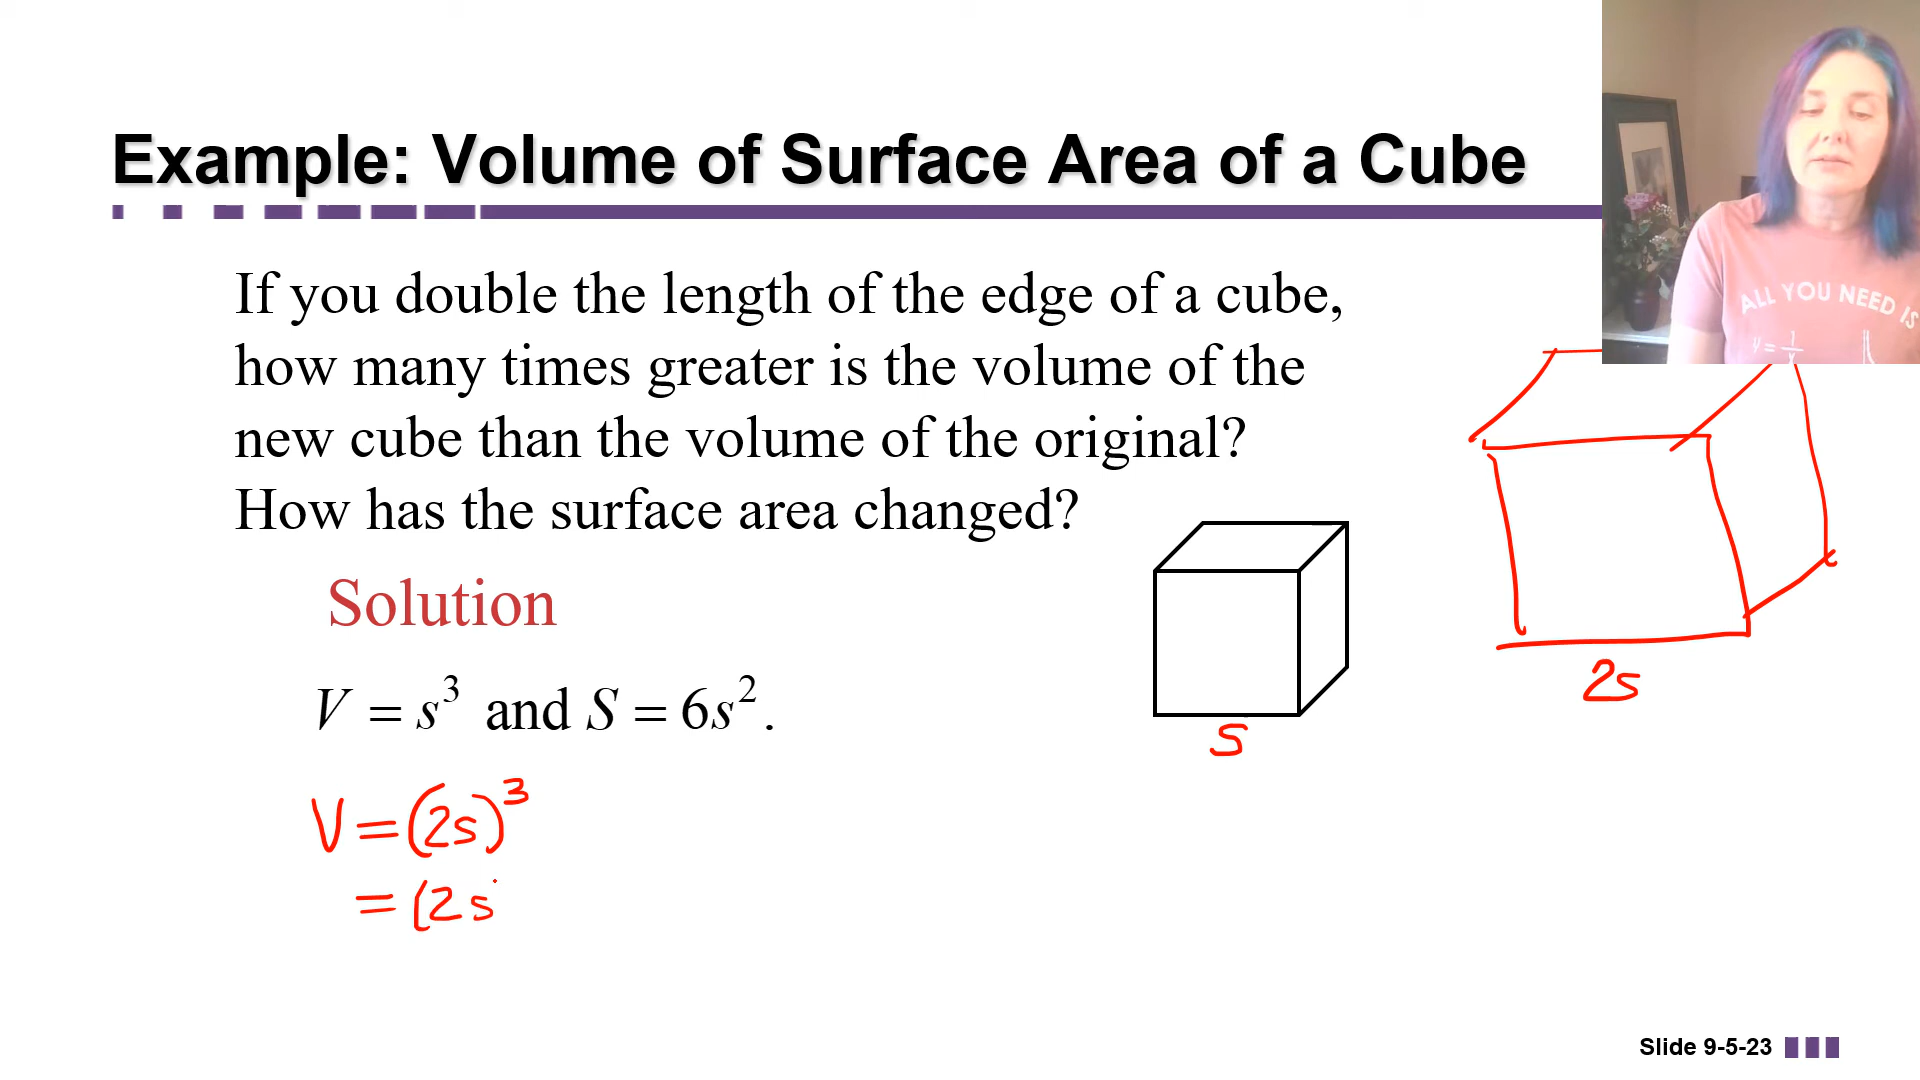 Example: Volume of Surface Area of a Cube
If you double the length of the edge of a cube,
how many times greater is the volume of the
new cube than the volume of the original?
How has the surface area changed?
Solution
V = s³ and S = 6s².
V = (2s)³
= (2s
s
2s
ALL YOU NEED IS
Slide 9-5-23